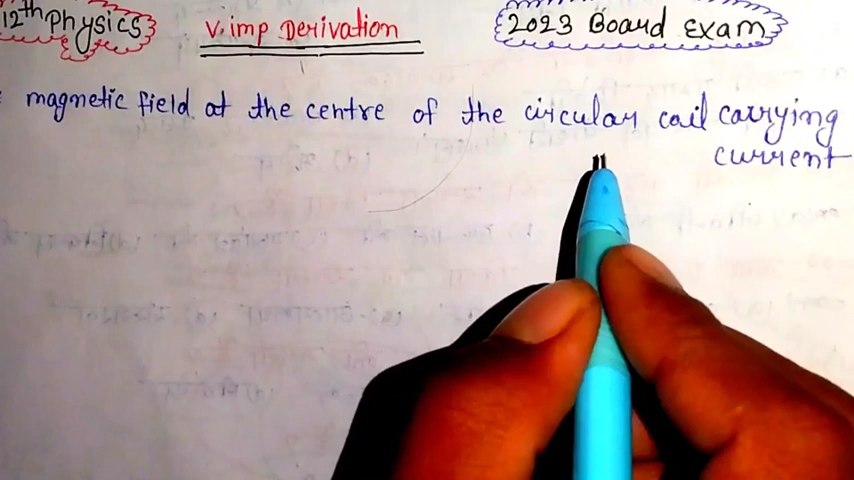 12th Physics
V. imp Derivation
2023 Board Exam
: magnetic field at the centre of the circular coil carrying
current